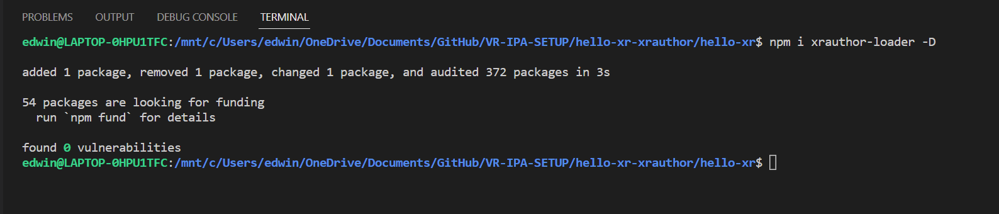 PROBLEMS OUTPUT DEBUG CONSOLE TERMINAL
edwin@LAPTOP-0HPU1TFC:/mnt/c/Users/edwin/OneDrive/Documents/GitHub/VR-IPA-SETUP/hello-xr-xrauthor/hello-xr$ npm i xrauthor-loader -D
added 1 package, removed 1 package, changed 1 package, and audited 372 packages in 3s
54 packages are looking for funding
  run `npm fund` for details
found 0 vulnerabilities
edwin@LAPTOP-0HPU1TFC:/mnt/c/Users/edwin/OneDrive/Documents/GitHub/VR-IPA-SETUP/hello-xr-xrauthor/hello-xr$